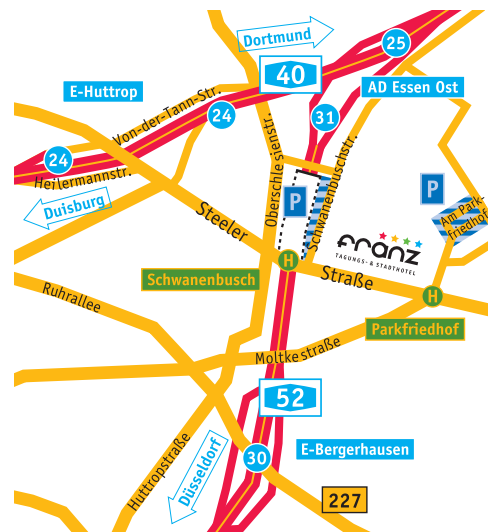 Dortmund
25
40
E-Huttrop
AD Essen Ost
Von-der-Tann-Str.
24
31
24
Heilermannstr.
Oberschlesienstr.
Schwanenbuschstr.
P
P
Duisburg
Steeler
Am Park-
friedhof
franz
TAGUNGS- & STADTHOTEL
H
Schwanenbusch
Straße
Ruhrallee
H
Parkfriedhof
Moltkestraße
52
Huttropstraße
Düsseldorf
30
E-Bergerhausen
227